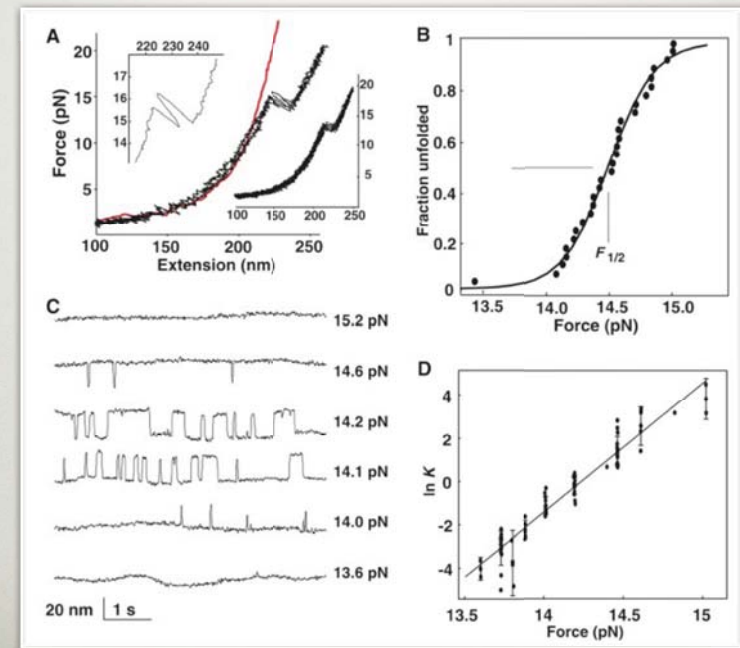 A
220 230 240
17
16
15
14
20
15
10
5
Force (pN)
20
15
10
5
100 150 200 250
100 150 200 250
Extension (nm)
B
1
0.8
0.6
0.4
0.2
0
Fraction unfolded
F1/2
13.5 14.0 14.5 15.0
Force (pN)
C
15.2 pN
14.6 pN
14.2 pN
14.1 pN
14.0 pN
13.6 pN
20 nm 1 s
D
4
2
0
-2
-4
ln K
13.5 14 14.5 15
Force (pN)